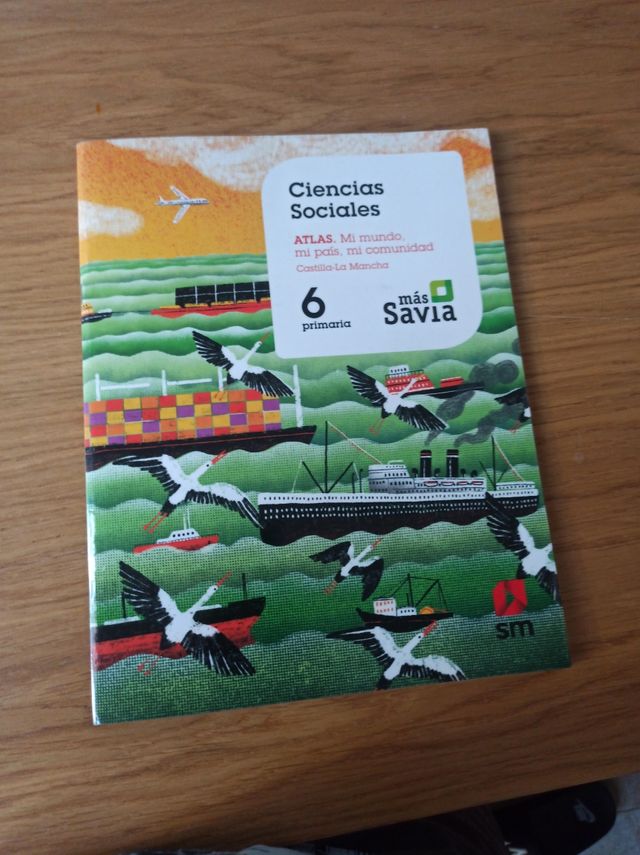 Ciencias
Sociales
ATLAS. Mi mundo,
mi país, mi comunidad
Castilla-La Mancha
6
primaria
más
Savia
sm